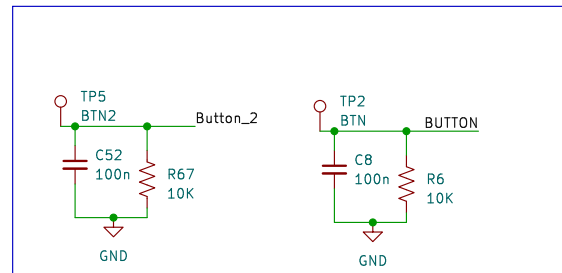 TP5
BTN2
Button_2
C52
100n
R67
10K
GND
TP2
BTN
BUTTON
C8
100n
R6
10K
GND